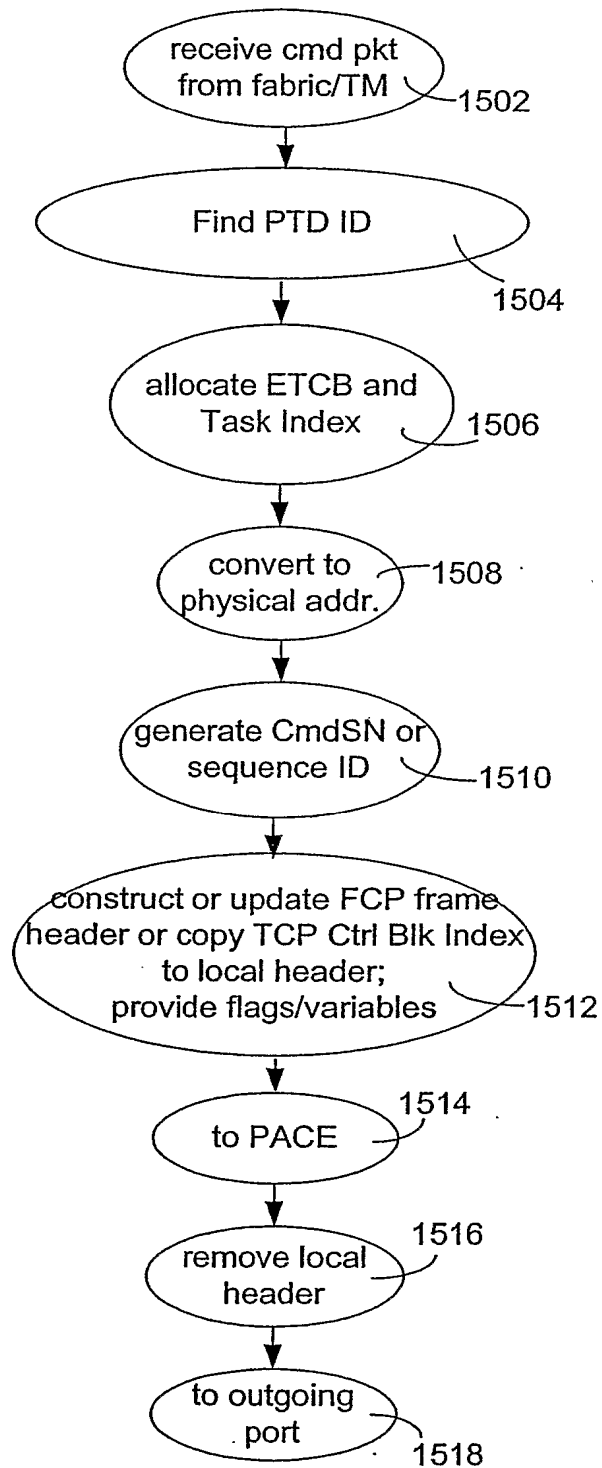 receive cmd pkt
from fabric/TM
1502
Find PTD ID
1504
allocate ETCB and
Task Index
1506
convert to
physical addr.
1508
generate CmdSN or
sequence ID
1510
construct or update FCP frame
header or copy TCP Ctrl Blk Index
to local header;
provide flags/variables
1512
to PACE
1514
remove local
header
1516
to outgoing
port
1518